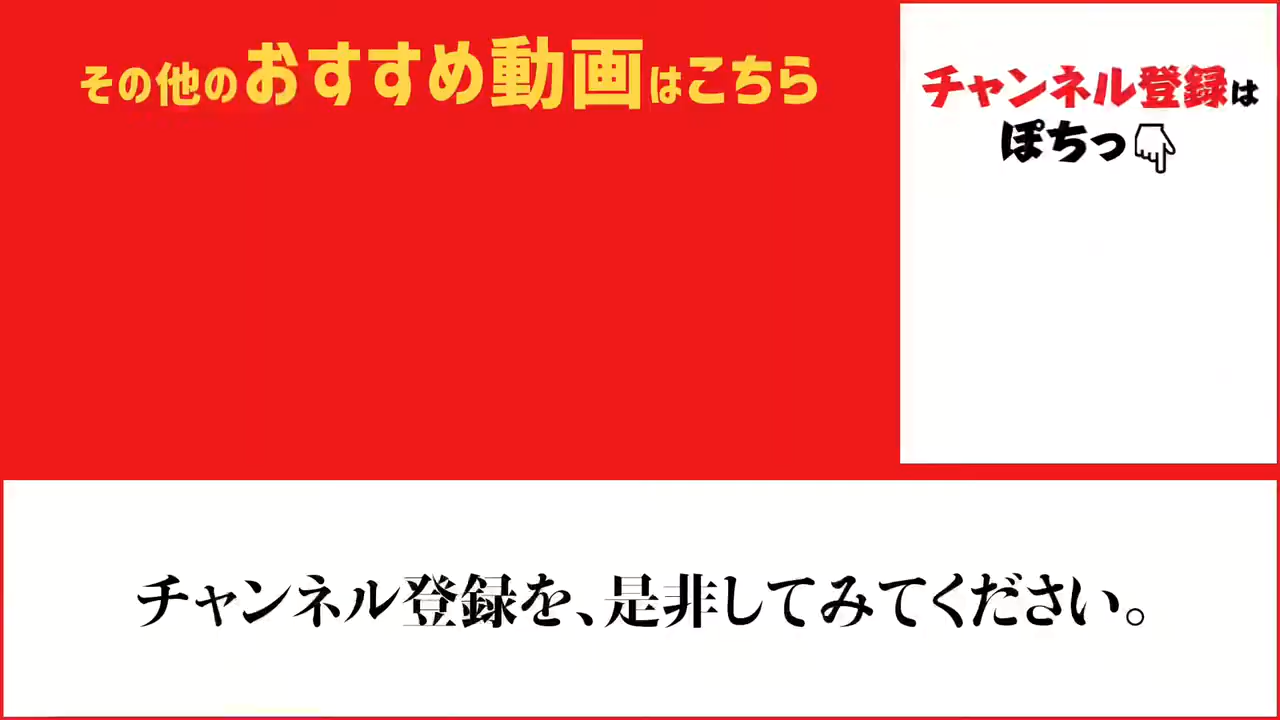 その他のおすすめ動画はこちら
チャンネル登録は
ぽちっ👇
チャンネル登録を、是非してみてください。